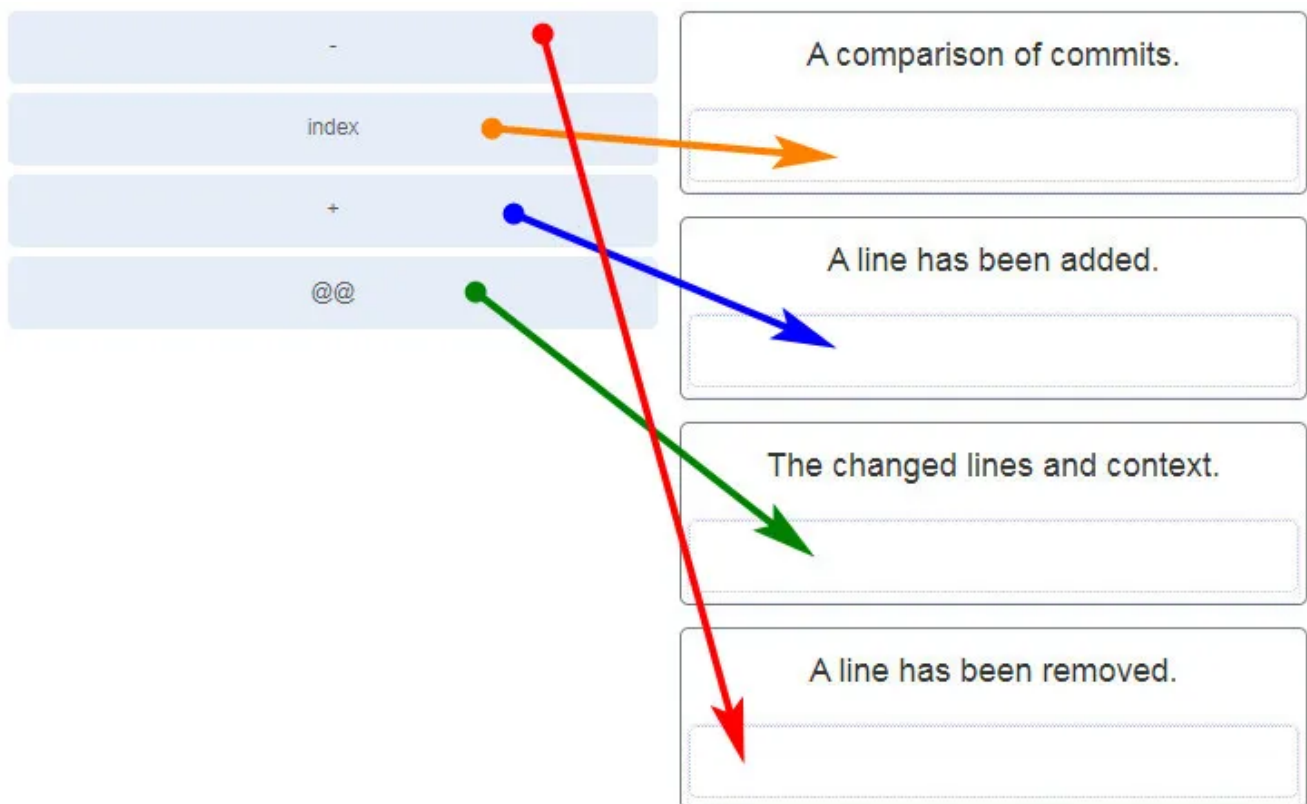 -
index
+
@@
A comparison of commits.
A line has been added.
The changed lines and context.
A line has been removed.